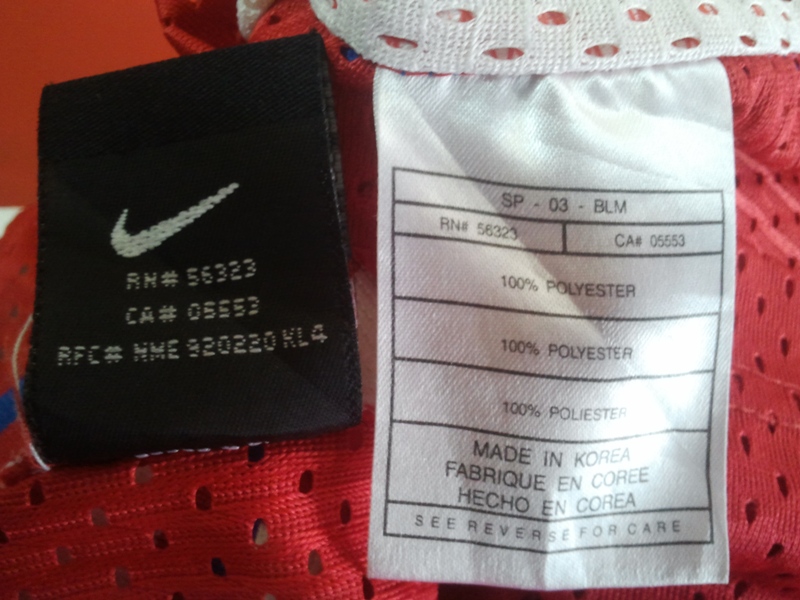 RN# 56323
CA# 05553
RFC# NME 920220 KL4
SP - 03 - BLM
RN# 56323 CA# 05553
100% POLYESTER
100% POLYESTER
100% POLIESTER
MADE IN KOREA
FABRIQUE EN COREE
HECHO EN COREA
SEE REVERSE FOR CARE